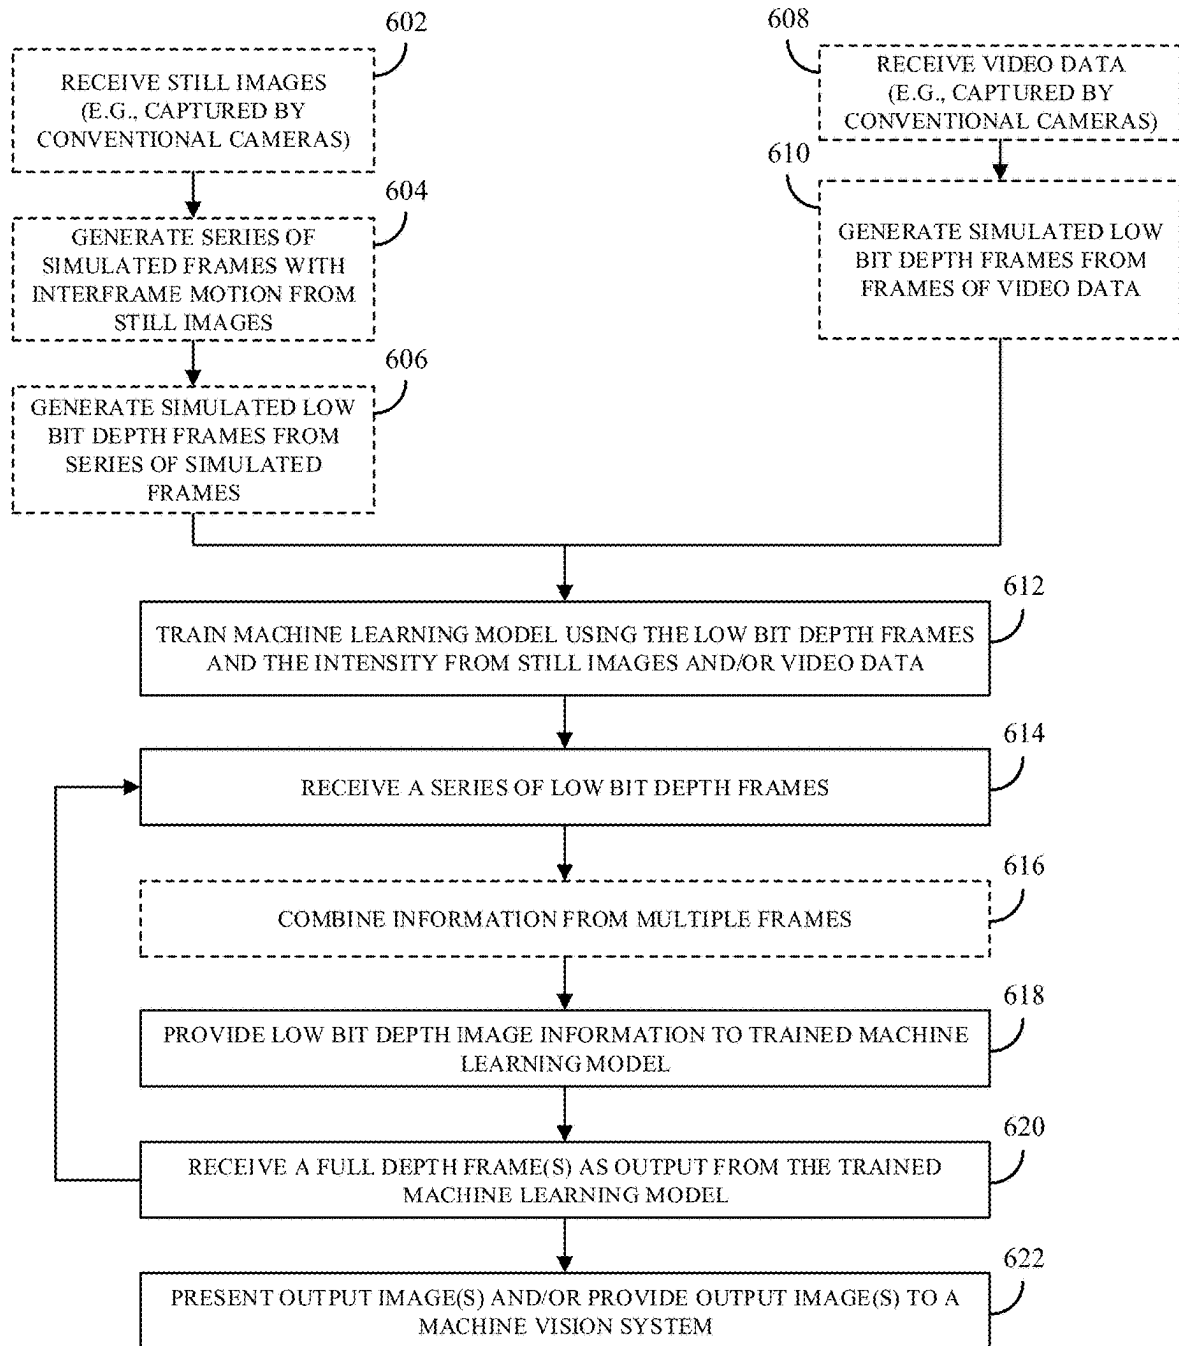 602
RECEIVE STILL IMAGES
(E.G., CAPTURED BY
CONVENTIONAL CAMERAS)
604
GENERATE SERIES OF
SIMULATED FRAMES WITH
INTERFRAME MOTION FROM
STILL IMAGES
606
GENERATE SIMULATED LOW
BIT DEPTH FRAMES FROM
SERIES OF SIMULATED
FRAMES
608
RECEIVE VIDEO DATA
(E.G., CAPTURED BY
CONVENTIONAL CAMERAS)
610
GENERATE SIMULATED LOW
BIT DEPTH FRAMES FROM
FRAMES OF VIDEO DATA
612
TRAIN MACHINE LEARNING MODEL USING THE LOW BIT DEPTH FRAMES
AND THE INTENSITY FROM STILL IMAGES AND/OR VIDEO DATA
614
RECEIVE A SERIES OF LOW BIT DEPTH FRAMES
616
COMBINE INFORMATION FROM MULTIPLE FRAMES
618
PROVIDE LOW BIT DEPTH IMAGE INFORMATION TO TRAINED MACHINE
LEARNING MODEL
620
RECEIVE A FULL DEPTH FRAME(S) AS OUTPUT FROM THE TRAINED
MACHINE LEARNING MODEL
622
PRESENT OUTPUT IMAGE(S) AND/OR PROVIDE OUTPUT IMAGE(S) TO A
MACHINE VISION SYSTEM